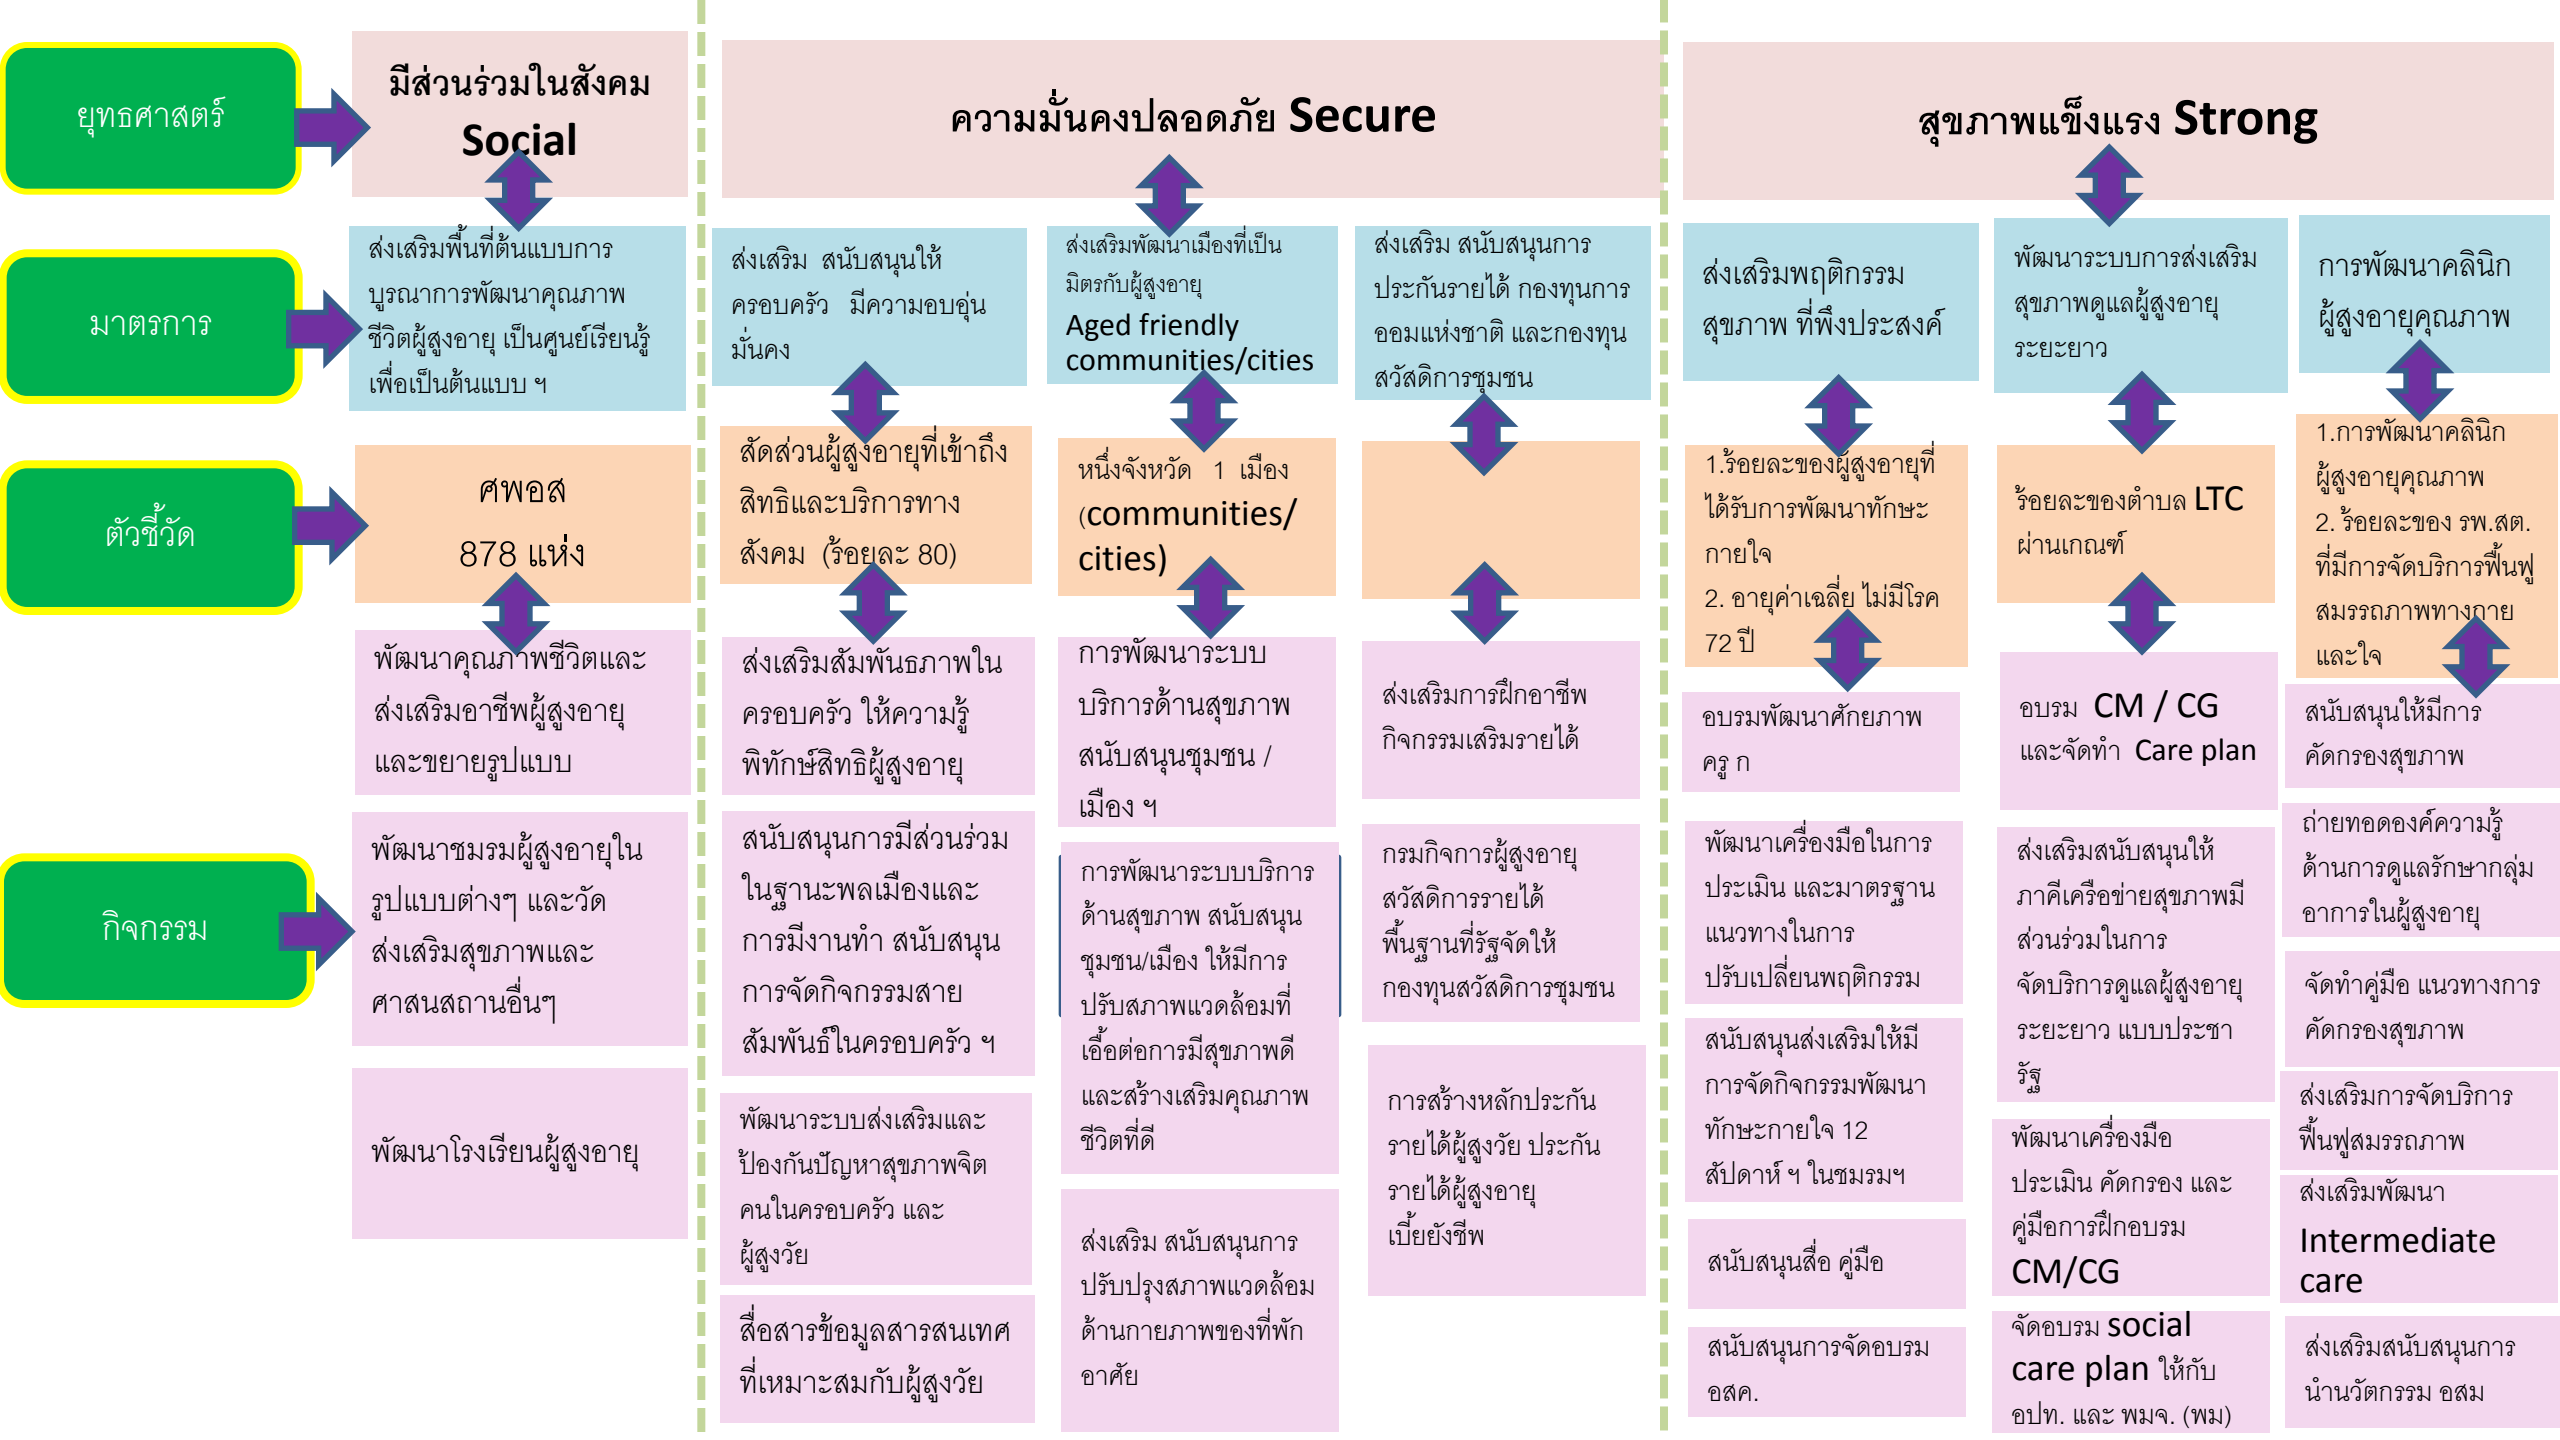 ยุทธศาสตร์
มีส่วนร่วมในสังคม
Social
ความมั่นคงปลอดภัย Secure
สุขภาพแข็งแรง Strong
มาตรการ
ส่งเสริมพื้นที่ต้นแบบการ
บูรณาการพัฒนาคุณภาพ
ชีวิตผู้สูงอายุ เป็นศูนย์เรียนรู้
เพื่อเป็นต้นแบบ ฯ
ส่งเสริม สนับสนุนให้
ครอบครัว มีความอบอุ่น
มั่นคง
ส่งเสริมพัฒนาเมืองที่เป็น
มิตรกับผู้สูงอายุ
Aged friendly
communities/cities
ส่งเสริม สนับสนุนการ
ประกันรายได้ กองทุนการ
ออมแห่งชาติ และกองทุน
สวัสดิการชุมชน
ส่งเสริมพฤติกรรม
สุขภาพ ที่พึงประสงค์
พัฒนาระบบการส่งเสริม
สุขภาพดูแลผู้สูงอายุ
ระยะยาว
การพัฒนาคลินิก
ผู้สูงอายุคุณภาพ
ตัวชี้วัด
ศพอส
878 แห่ง
สัดส่วนผู้สูงอายุที่เข้าถึง
สิทธิและบริการทาง
สังคม (ร้อยละ 80)
หนึ่งจังหวัด 1 เมือง
(communities/
cities)
1.ร้อยละของผู้สูงอายุที่
ได้รับการพัฒนาทักษะ
กายใจ
2. อายุค่าเฉลี่ย ไม่มีโรค
72 ปี
ร้อยละของตำบล LTC
ผ่านเกณฑ์
1.การพัฒนาคลินิก
ผู้สูงอายุคุณภาพ
2. ร้อยละของ รพ.สต.
ที่มีการจัดบริการฟื้นฟู
สมรรถภาพทางกาย
และใจ
กิจกรรม
พัฒนาคุณภาพชีวิตและ
ส่งเสริมอาชีพผู้สูงอายุ
และขยายรูปแบบ
พัฒนาชมรมผู้สูงอายุใน
รูปแบบต่างๆ และวัด
ส่งเสริมสุขภาพและ
ศาสนสถานอื่นๆ
พัฒนาโรงเรียนผู้สูงอายุ
ส่งเสริมสัมพันธภาพใน
ครอบครัว ให้ความรู้
พิทักษ์สิทธิผู้สูงอายุ
สนับสนุนการมีส่วนร่วม
ในฐานะพลเมืองและ
การมีงานทำ สนับสนุน
การจัดกิจกรรมสาย
สัมพันธ์ในครอบครัว ฯ
พัฒนาระบบส่งเสริมและ
ป้องกันปัญหาสุขภาพจิต
คนในครอบครัว และ
ผู้สูงวัย
สื่อสารข้อมูลสารสนเทศ
ที่เหมาะสมกับผู้สูงวัย
การพัฒนาระบบ
บริการด้านสุขภาพ
สนับสนุนชุมชน /
เมือง ฯ
การพัฒนาระบบบริการ
ด้านสุขภาพ สนับสนุน
ชุมชน/เมือง ให้มีการ
ปรับสภาพแวดล้อมที่
เอื้อต่อการมีสุขภาพดี
และสร้างเสริมคุณภาพ
ชีวิตที่ดี
ส่งเสริม สนับสนุนการ
ปรับปรุงสภาพแวดล้อม
ด้านกายภาพของที่พัก
อาศัย
ส่งเสริมการฝึกอาชีพ
กิจกรรมเสริมรายได้
กรมกิจการผู้สูงอายุ
สวัสดิการรายได้
พื้นฐานที่รัฐจัดให้
กองทุนสวัสดิการชุมชน
การสร้างหลักประกัน
รายได้ผู้สูงวัย ประกัน
รายได้ผู้สูงอายุ
เบี้ยยังชีพ
อบรมพัฒนาศักยภาพ
ครู ก
พัฒนาเครื่องมือในการ
ประเมิน และมาตรฐาน
แนวทางในการ
ปรับเปลี่ยนพฤติกรรม
สนับสนุนส่งเสริมให้มี
การจัดกิจกรรมพัฒนา
ทักษะกายใจ 12
สัปดาห์ ฯ ในชมรมฯ
สนับสนุนสื่อ คู่มือ
สนับสนุนการจัดอบรม
อสค.
อบรม CM / CG
และจัดทำ Care plan
ส่งเสริมสนับสนุนให้
ภาคีเครือข่ายสุขภาพมี
ส่วนร่วมในการ
จัดบริการดูแลผู้สูงอายุ
ระยะยาว แบบประชา
รัฐ
พัฒนาเครื่องมือ
ประเมิน คัดกรอง และ
คู่มือการฝึกอบรม
CM/CG
จัดอบรม social
care plan ให้กับ
อปท. และ พมจ. (พม)
สนับสนุนให้มีการ
คัดกรองสุขภาพ
ถ่ายทอดองค์ความรู้
ด้านการดูแลรักษากลุ่ม
อาการในผู้สูงอายุ
จัดทำคู่มือ แนวทางการ
คัดกรองสุขภาพ
ส่งเสริมการจัดบริการ
ฟื้นฟูสมรรถภาพ
ส่งเสริมพัฒนา
Intermediate
care
ส่งเสริมสนับสนุนการ
นำนวัตกรรม อสม